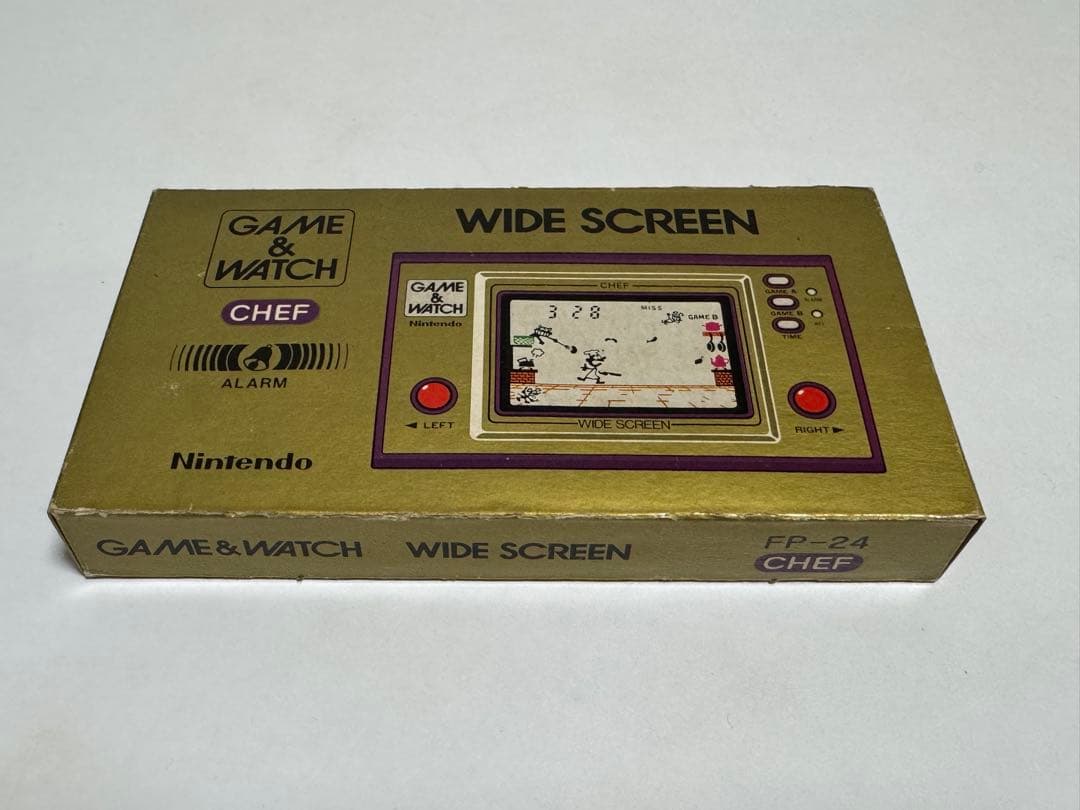 GAME
&
WATCH
CHEF
ALARM
Nintendo
WIDE SCREEN
GAME
&
WATCH
Nintendo
CHEF
328
MISS
GAME B
GAME A
ALARM
GAME B
TIME
◄ LEFT
RIGHT ►
WIDE SCREEN
GAME & WATCH WIDE SCREEN FP-24
CHEF